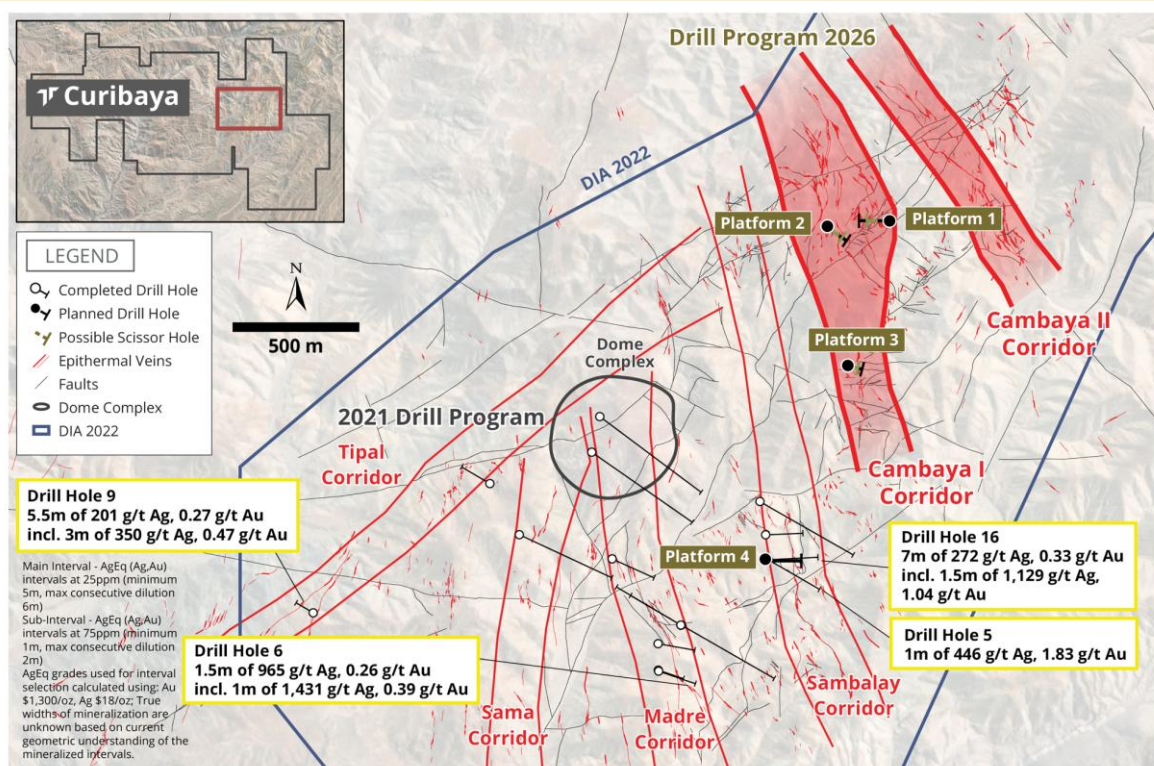 Drill Program 2026
Curibaya
DIA 2022
LEGEND
Completed Drill Hole
Planned Drill Hole
Possible Scissor Hole
Epithermal Veins
Faults
Dome Complex
DIA 2022
N
500 m
Platform 2
Platform 1
Platform 3
Cambaya II
Corridor
Dome
Complex
2021 Drill Program
Tipal
Corridor
Cambaya I
Corridor
Drill Hole 9
5.5m of 201 g/t Ag, 0.27 g/t Au
incl. 3m of 350 g/t Ag, 0.47 g/t Au
Platform 4
Drill Hole 16
7m of 272 g/t Ag, 0.33 g/t Au
incl. 1.5m of 1,129 g/t Ag,
1.04 g/t Au
Main Interval - AgEq (Ag,Au)
intervals at 25ppm (minimum
5m, max consecutive dilution
6m)
Sub-Interval - AgEq (Ag,Au)
intervals at 75ppm (minimum
1m, max consecutive dilution
2m)
AgEq grades used for interval
selection calculated using: Au
$1,300/oz, Ag $18/oz; True
widths of mineralization are
unknown based on current
geometric understanding of the
mineralized intervals.
Drill Hole 6
1.5m of 965 g/t Ag, 0.26 g/t Au
incl. 1m of 1,431 g/t Ag, 0.39 g/t Au
Drill Hole 5
1m of 446 g/t Ag, 1.83 g/t Au
Sama
Corridor
Madre
Corridor
Sambalay
Corridor